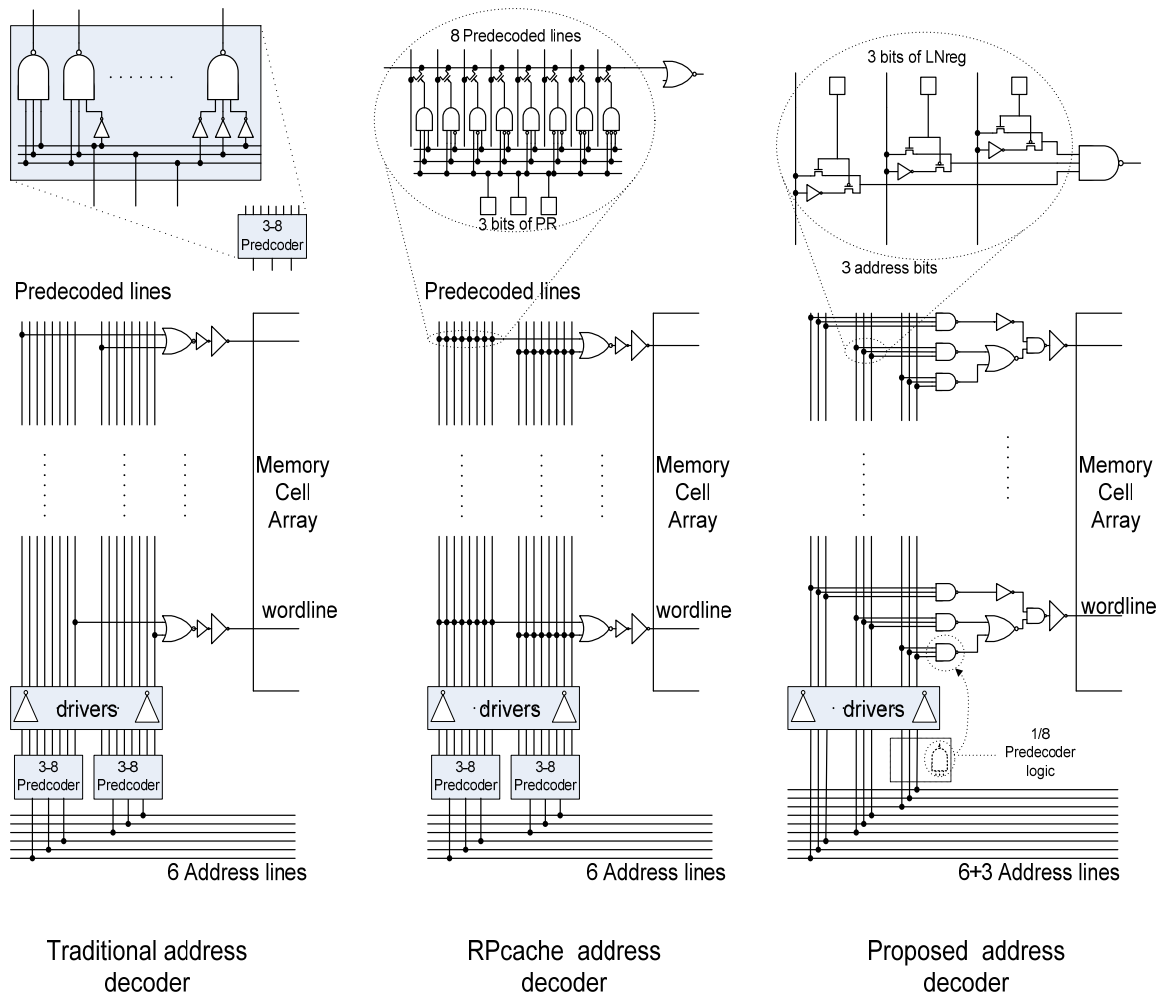 3-8
Predcoder
Predecoded lines
Memory
Cell
Array
wordline
drivers
3-8
Predcoder
3-8
Predcoder
6 Address lines
Traditional address
decoder
8 Predecoded lines
3 bits of PR
Predecoded lines
Memory
Cell
Array
wordline
drivers
3-8
Predcoder
3-8
Predcoder
6 Address lines
RPcache address
decoder
3 bits of LNreg
3 address bits
Memory
Cell
Array
wordline
drivers
1/8
Predecoder
logic
6+3 Address lines
Proposed address
decoder